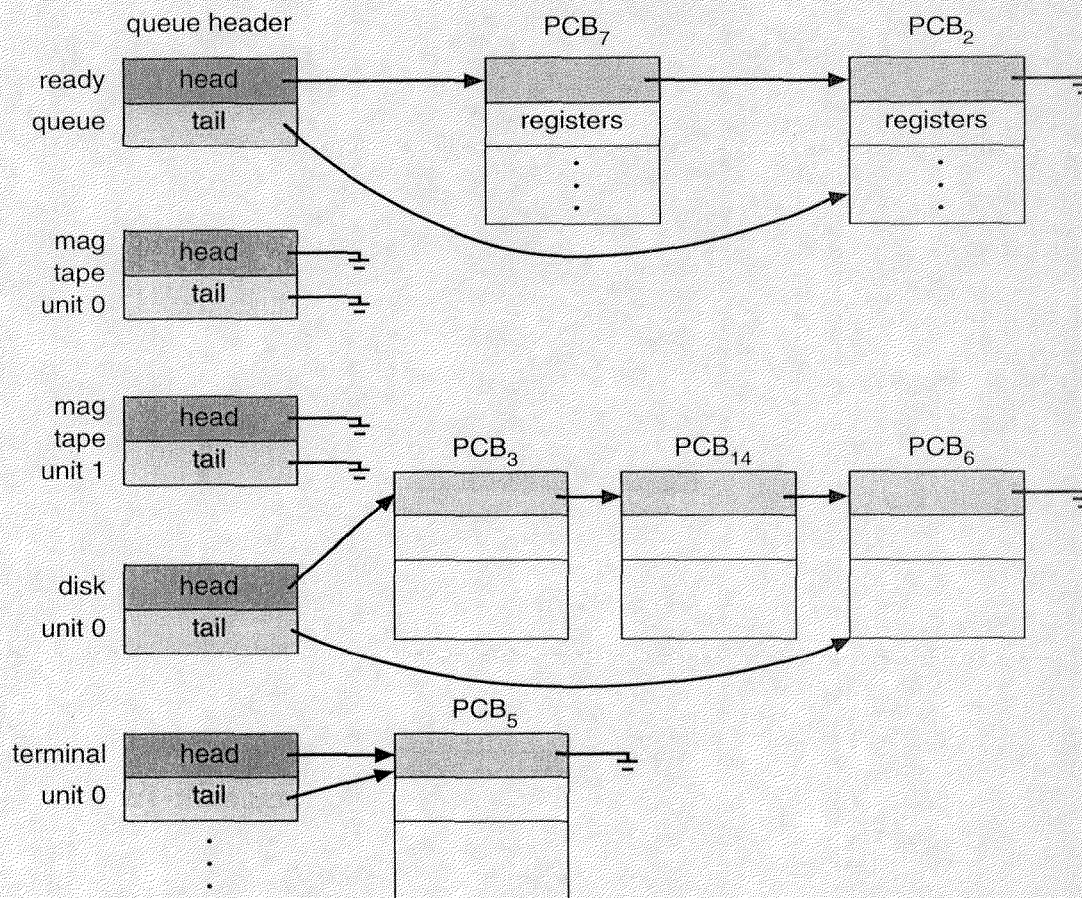 queue header
PCB7
PCB2
ready
queue
head
tail
registers
registers
mag
tape
unit 0
head
tail
mag
tape
unit 1
head
tail
PCB3
PCB14
PCB6
disk
unit 0
head
tail
PCB5
terminal
unit 0
head
tail